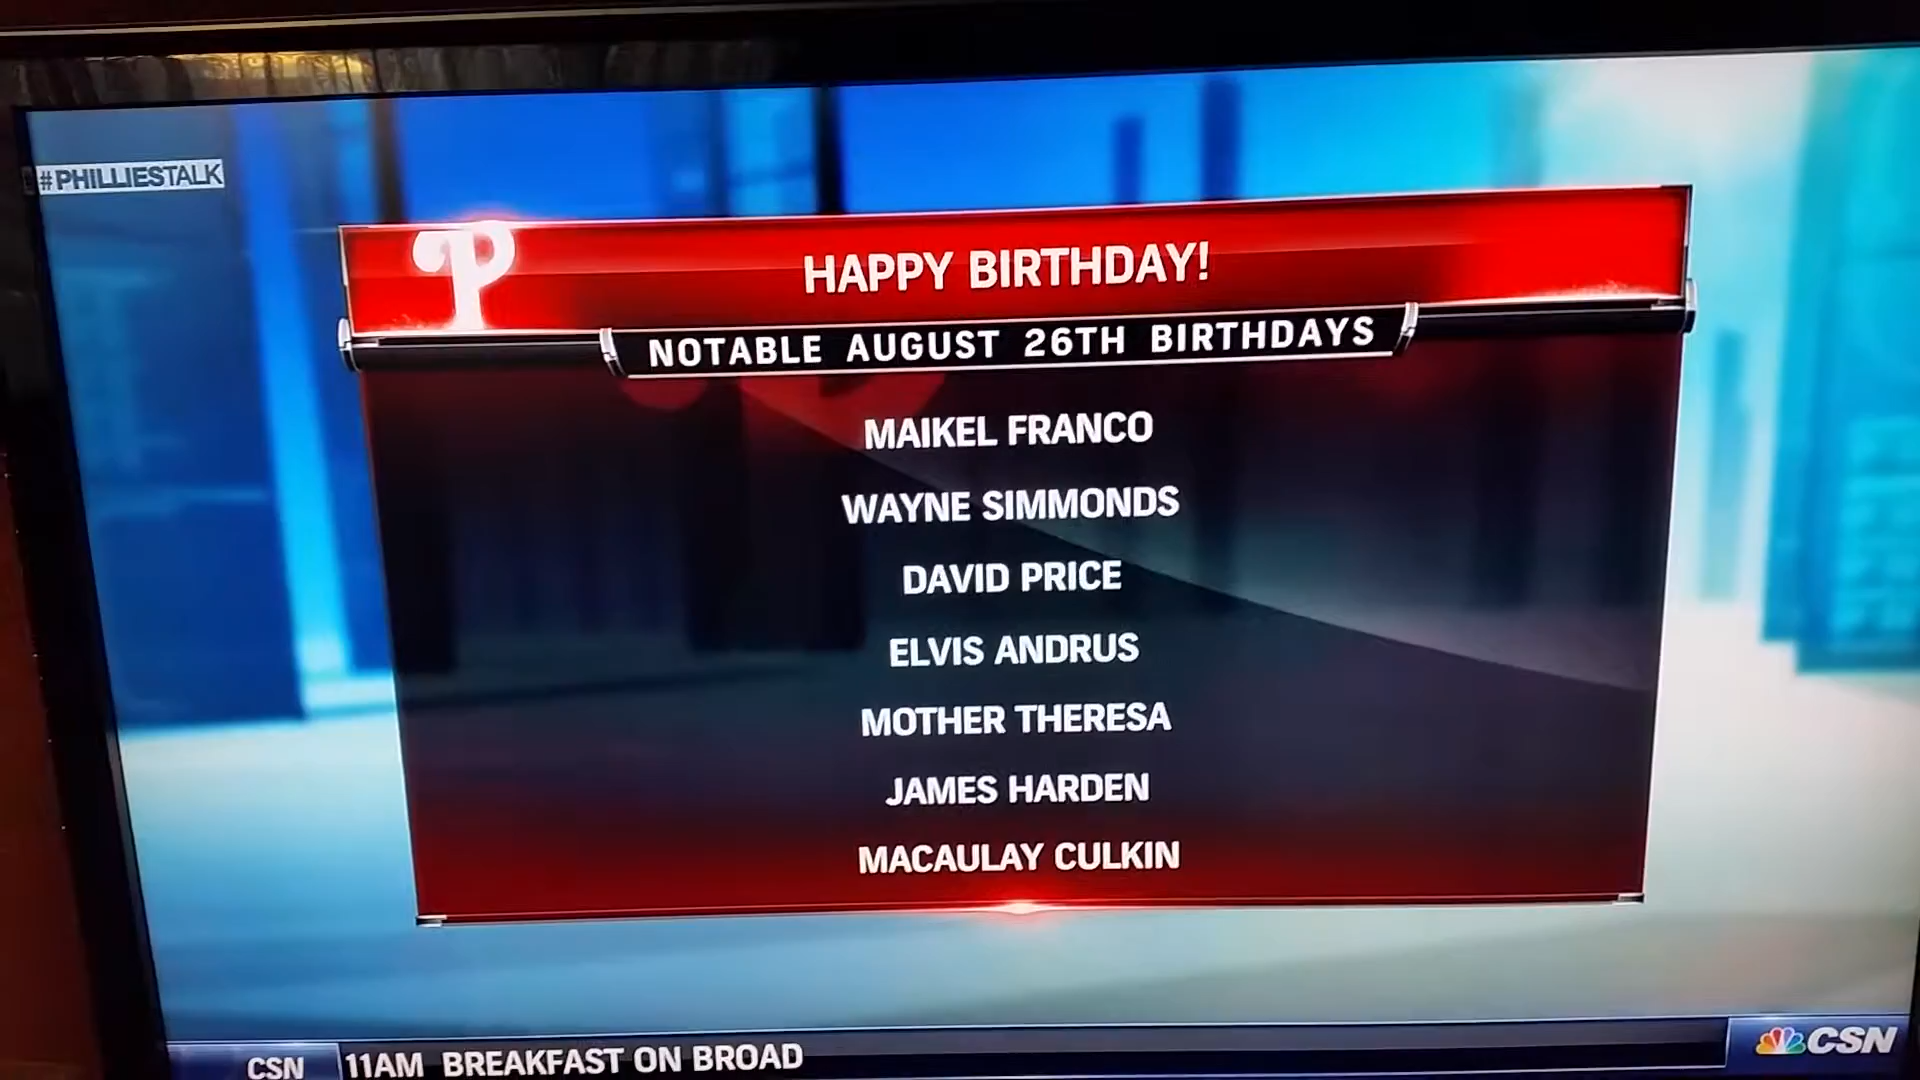 #PHILLIESTALK
P
HAPPY BIRTHDAY!
NOTABLE AUGUST 26TH BIRTHDAYS
MAIKEL FRANCO
WAYNE SIMMONDS
DAVID PRICE
ELVIS ANDRUS
MOTHER THERESA
JAMES HARDEN
MACAULAY CULKIN
CSN 11AM BREAKFAST ON BROAD CSN